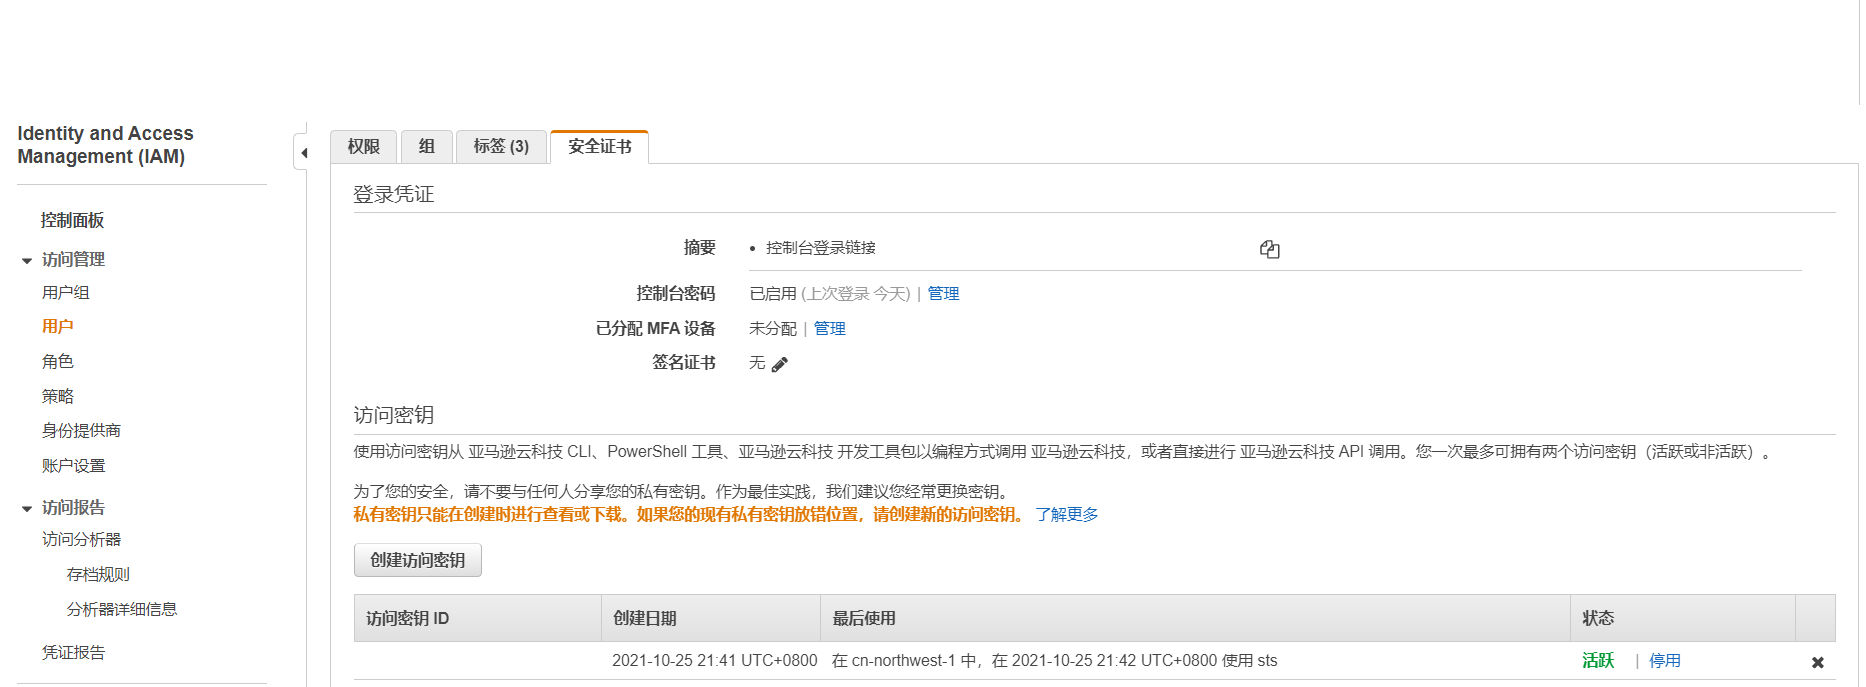 Identity and Access
Management (IAM)
控制面板
访问管理
用户组
用户
角色
策略
身份提供商
账户设置
访问报告
访问分析器
存档规则
分析器详细信息
凭证报告
权限 组 标签 (3) 安全证书
登录凭证
摘要 • 控制台登录链接
控制台密码 已启用 (上次登录 今天) | 管理
已分配 MFA 设备 未分配 | 管理
签名证书 无
访问密钥
使用访问密钥从 亚马逊云科技 CLI、PowerShell 工具、亚马逊云科技 开发工具包以编程方式调用 亚马逊云科技，或者直接进行 亚马逊云科技 API 调用。您一次最多可拥有两个访问密钥（活跃或非活跃）。
为了您的安全，请不要与任何人分享您的私有密钥。作为最佳实践，我们建议您经常更换密钥。
私有密钥只能在创建时进行查看或下载。如果您的现有私有密钥放错位置，请创建新的访问密钥。 了解更多
创建访问密钥
访问密钥 ID 创建日期 最后使用 状态
2021-10-25 21:41 UTC+0800 在 cn-northwest-1 中，在 2021-10-25 21:42 UTC+0800 使用 sts 活跃 | 停用